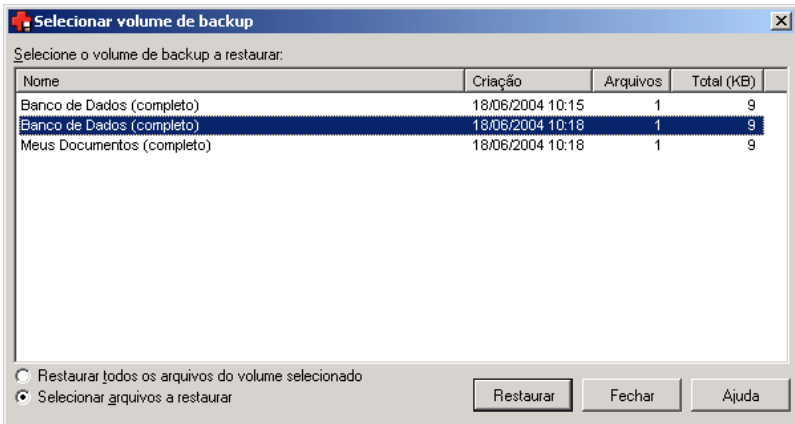 Selecionar volume de backup
Selecione o volume de backup a restaurar:
Nome Criação Arquivos Total (KB)
Banco de Dados (completo) 18/06/2004 10:15 1 9
Banco de Dados (completo) 18/06/2004 10:18 1 9
Meus Documentos (completo) 18/06/2004 10:18 1 9
Restaurar todos os arquivos do volume selecionado
Selecionar arquivos a restaurar
Restaurar Fechar Ajuda